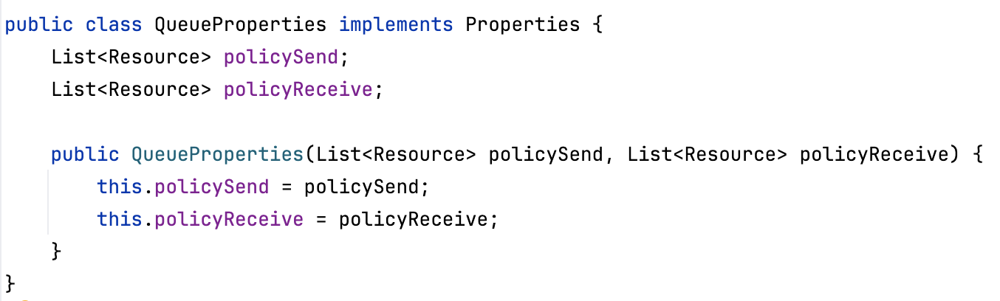 public class QueueProperties implements Properties {
    List<Resource> policySend;
    List<Resource> policyReceive;

    public QueueProperties(List<Resource> policySend, List<Resource> policyReceive) {
        this.policySend = policySend;
        this.policyReceive = policyReceive;
    }
}